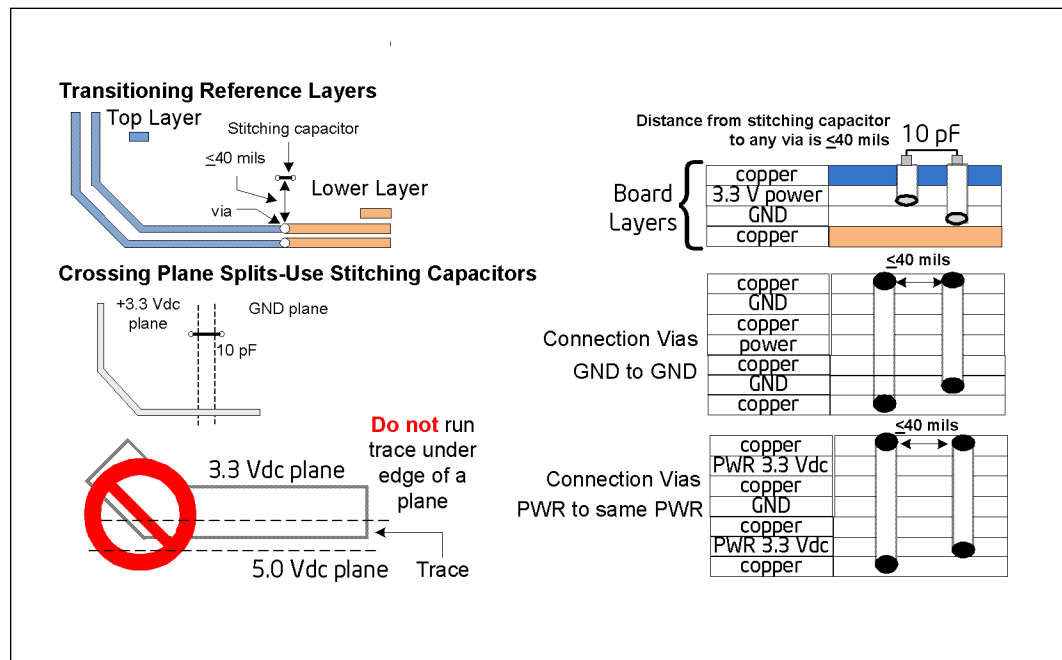 Transitioning Reference Layers
Top Layer
Stitching capacitor
≤40 mils
Lower Layer
via
Crossing Plane Splits-Use Stitching Capacitors
+3.3 Vdc
plane
GND plane
10 pF
Do not run
trace under
edge of a
plane
3.3 Vdc plane
5.0 Vdc plane
Trace
Distance from stitching capacitor
to any via is ≤40 mils
10 pF
Board
Layers
copper
3.3 V power
GND
copper
≤40 mils
Connection Vias
GND to GND
copper
GND
copper
power
copper
GND
copper
≤40 mils
Connection Vias
PWR to same PWR
copper
PWR 3.3 Vdc
copper
GND
copper
PWR 3.3 Vdc
copper